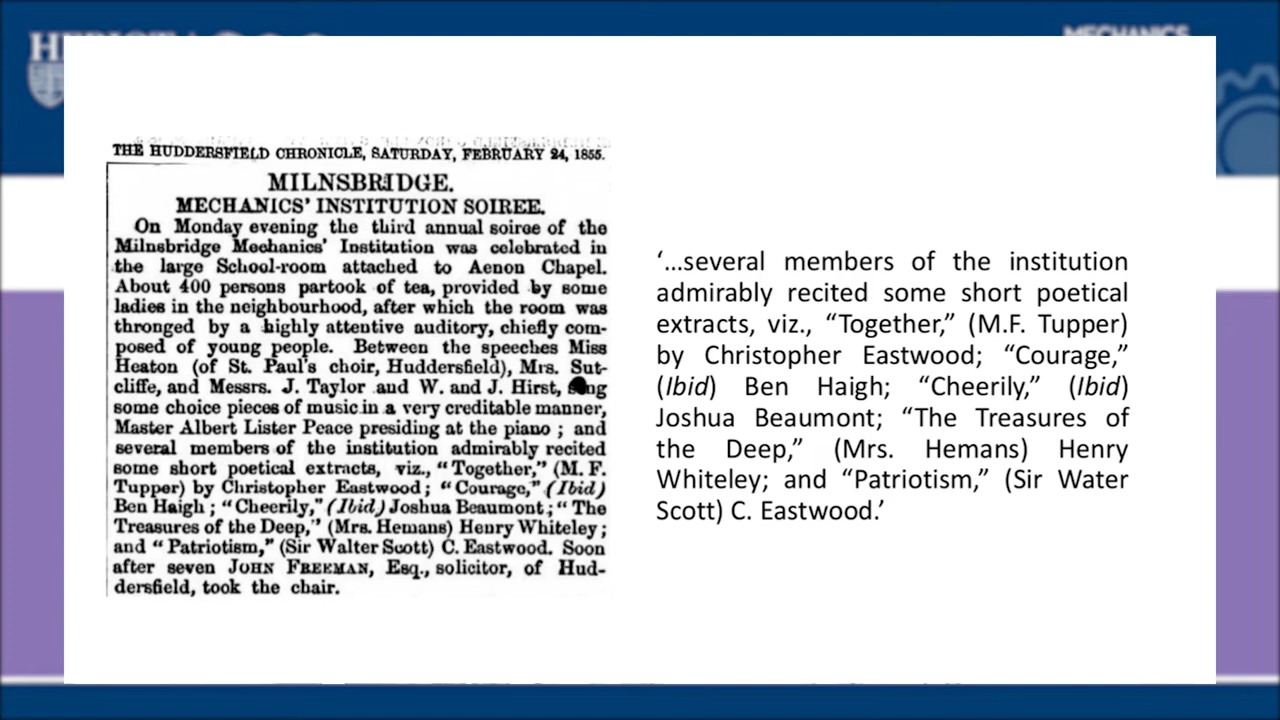 MECHANICS
THE HUDDERSFIELD CHRONICLE, SATURDAY, FEBRUARY 24, 1855.
MILNSBRIDGE.
MECHANICS' INSTITUTION SOIREE.
On Monday evening the third annual soiree of the
Milnsbridge Mechanics' Institution was celebrated in
the large School-room attached to Aenon Chapel.
About 400 persons partook of tea, provided by some
ladies in the neighbourhood, after which the room was
thronged by a highly attentive auditory, chiefly com-
posed of young people. Between the speeches Miss
Heaton (of St. Paul's choir, Huddersfield), Mrs. Sut-
cliffe, and Messrs. J. Taylor and W. and J. Hirst,
some choice pieces of music in a very creditable manner,
Master Albert Lister Peace presiding at the piano ; and
several members of the institution admirably recited
some short poetical extracts, viz., “Together,” (M. F.
Tupper) by Christopher Eastwood ; “Courage,” (Ibid)
Ben Haigh ; “Cheerily,” (Ibid) Joshua Beaumont ; “The
Treasures of the Deep,” (Mrs. Hemans) Henry Whiteley ;
and “Patriotism,” (Sir Walter Scott) C. Eastwood. Soon
after seven JOHN FREEMAN, Esq., solicitor, of Hud-
dersfield, took the chair.
‘…several members of the institution
admirably recited some short poetical
extracts, viz., “Together,” (M.F. Tupper)
by Christopher Eastwood; “Courage,”
(Ibid) Ben Haigh; “Cheerily,” (Ibid)
Joshua Beaumont; “The Treasures of
the Deep,” (Mrs. Hemans) Henry
Whiteley; and “Patriotism,” (Sir Water
Scott) C. Eastwood.’